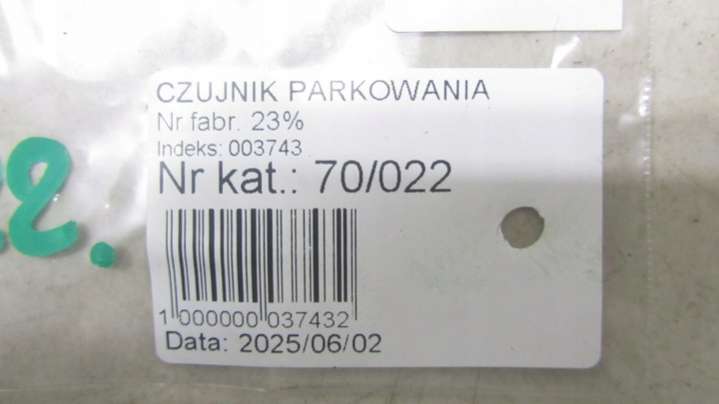 CZUJNIK PARKOWANIA
Nr fabr. 23%
Indeks: 003743
Nr kat.: 70/022
1 000000 037432
Data: 2025/06/02